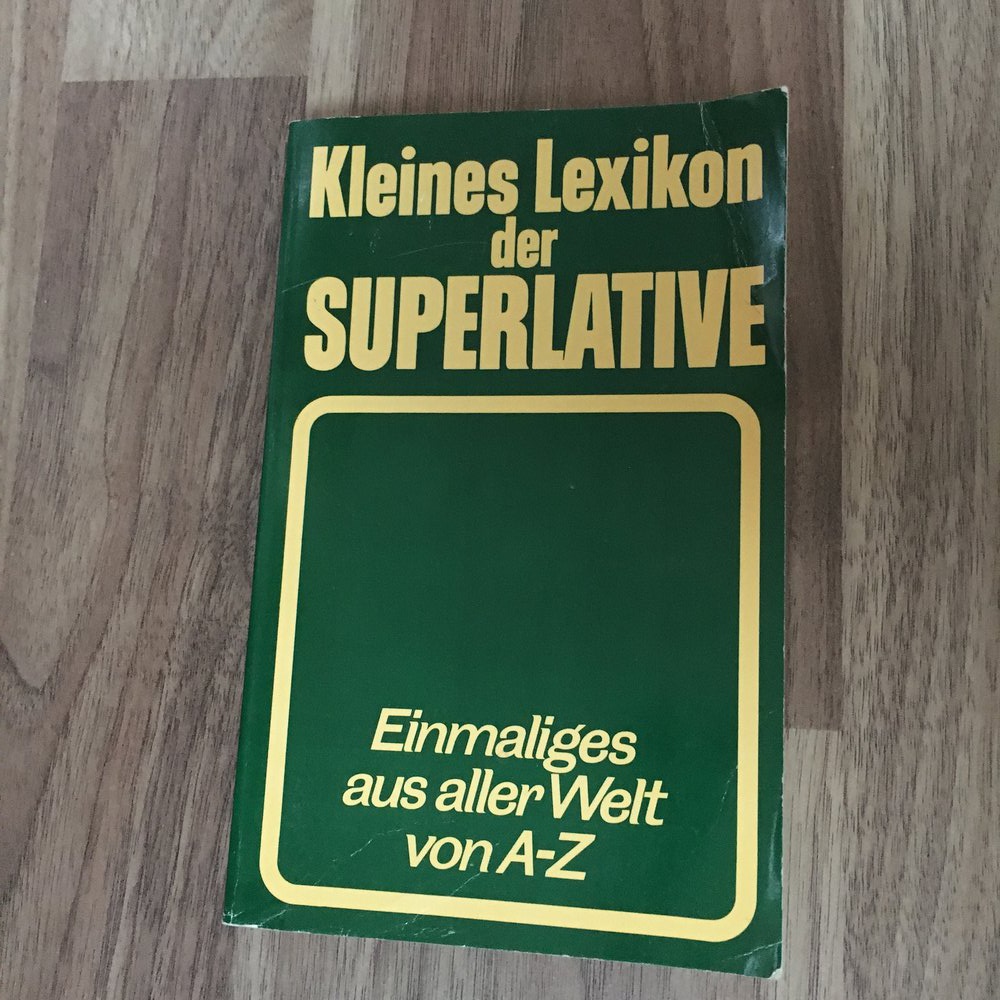 Kleines Lexikon
der
SUPERLATIVE
Einmaliges
aus aller Welt
von A-Z